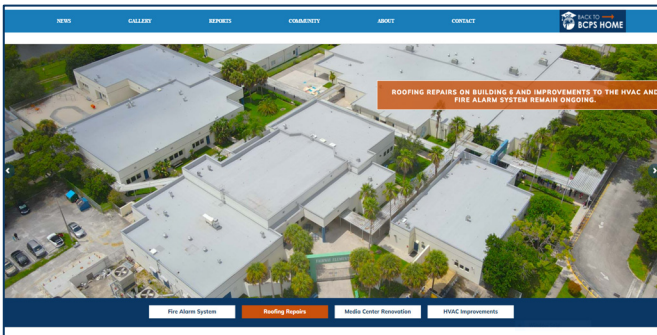 NEWS GALLERY REPORTS COMMUNITY ABOUT CONTACT
BACK TO
BCPS HOME
ROOFING REPAIRS ON BUILDING 6 AND IMPROVEMENTS TO THE HVAC AND
FIRE ALARM SYSTEM REMAIN ONGOING.
Fire Alarm System Roofing Repairs Media Center Renovation HVAC Improvements